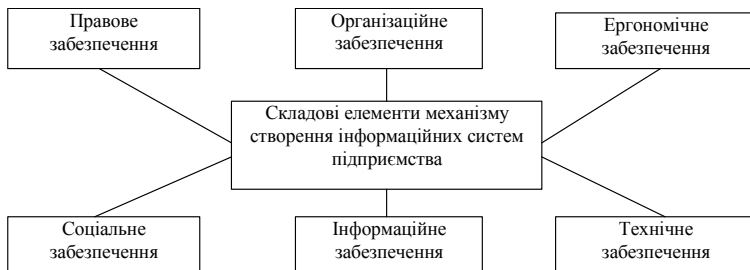 Правове
забезпечення
Організаційне
забезпечення
Ергономічне
забезпечення
Складові елементи механізму
створення інформаційних систем
підприємства
Соціальне
забезпечення
Інформаційне
забезпечення
Технічне
забезпечення